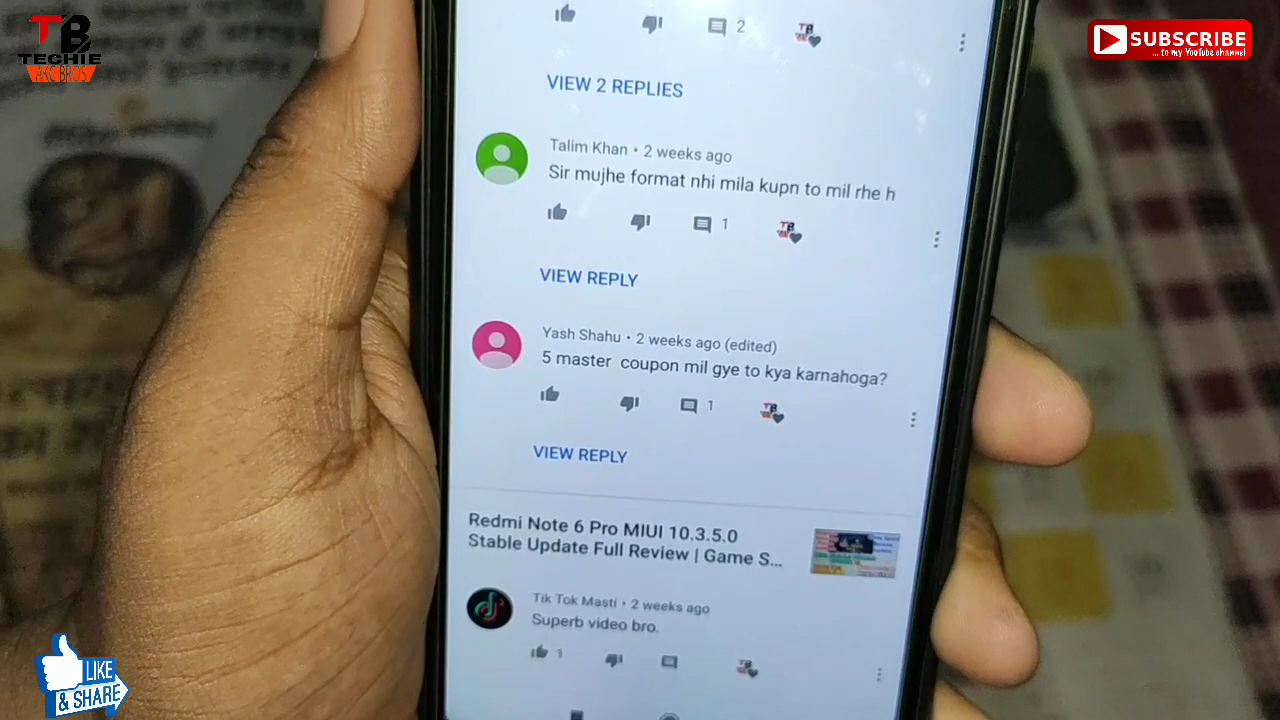 TB
TECHIE
MKC BROS
SUBSCRIBE
... to my YouTube channel
2
VIEW 2 REPLIES
Talim Khan • 2 weeks ago
Sir mujhe format nhi mila kupn to mil rhe h
1
VIEW REPLY
Yash Shahu • 2 weeks ago (edited)
5 master coupon mil gye to kya karnahoga?
1
VIEW REPLY
Redmi Note 6 Pro MIUI 10.3.5.0
Stable Update Full Review | Game S...
Tik Tok Masti • 2 weeks ago
Superb video bro.
1
LIKE
& SHARE